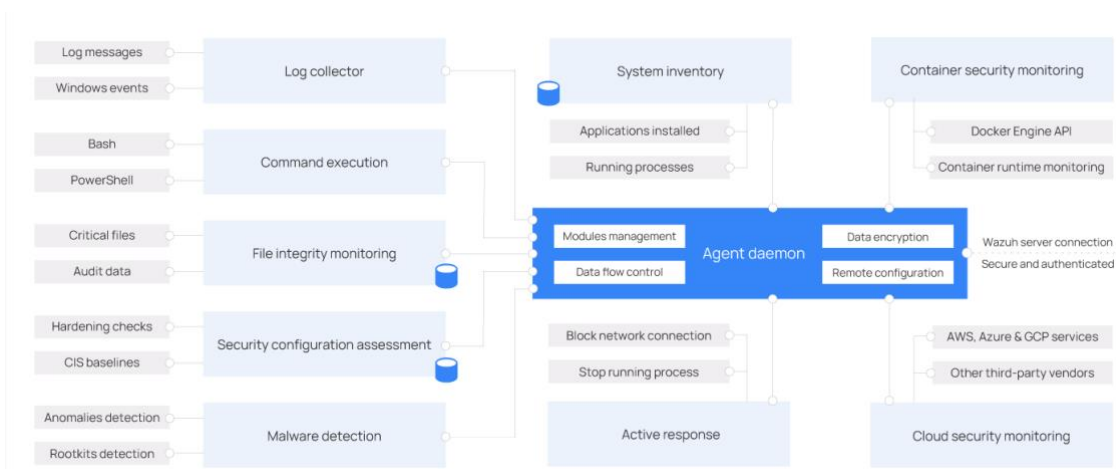 Log messages
Windows events
Log collector
Bash
PowerShell
Command execution
Critical files
Audit data
File integrity monitoring
Hardening checks
CIS baselines
Security configuration assessment
Anomalies detection
Rootkits detection
Malware detection
System inventory
Applications installed
Running processes
Container security monitoring
Docker Engine API
Container runtime monitoring
Modules management
Data flow control
Agent daemon
Data encryption
Remote configuration
Wazuh server connection
Secure and authenticated
Block network connection
Stop running process
Active response
AWS, Azure & GCP services
Other third-party vendors
Cloud security monitoring